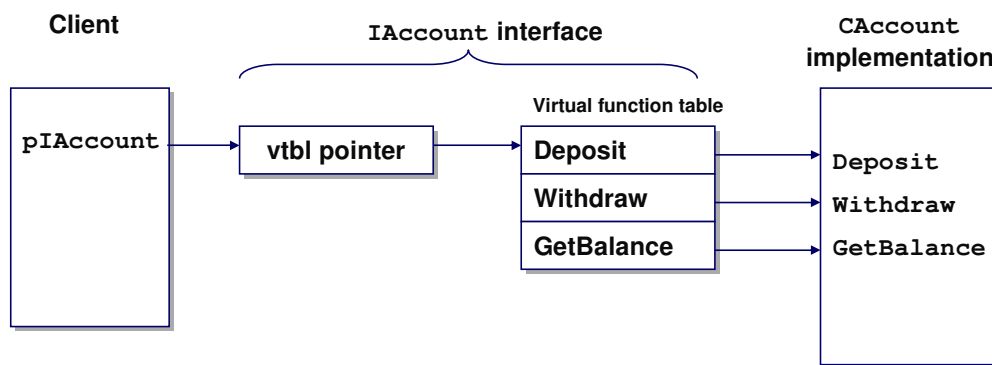 Client
IAccount interface
CAccount
implementation
Virtual function table
pIAccount
vtbl pointer
Deposit
Withdraw
GetBalance
Deposit
Withdraw
GetBalance